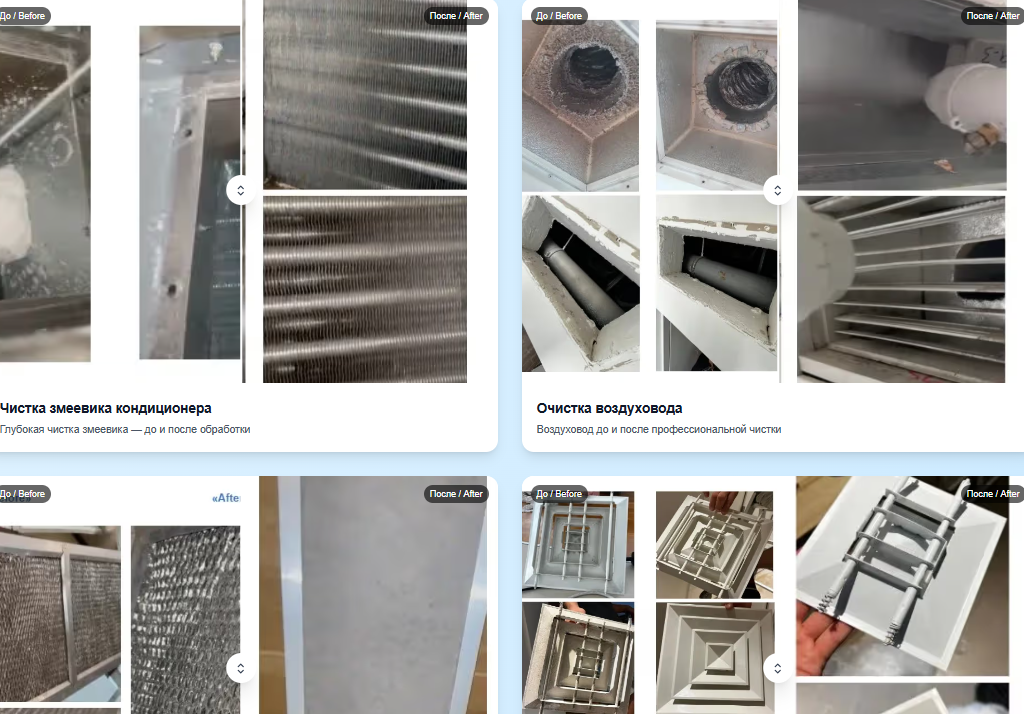 До / Before
После / After
До / Before
После / After
Чистка змеевика кондиционера
Глубокая чистка змеевика — до и после обработки
Очистка воздуховода
Воздуховод до и после профессиональной чистки
До / Before
«Afte
После / After
До / Before
После / After